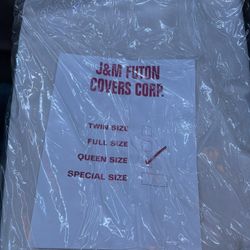 J&M FUTON
COVERS CORP.
TWIN SIZE
FULL SIZE
QUEEN SIZE
SPECIAL SIZE